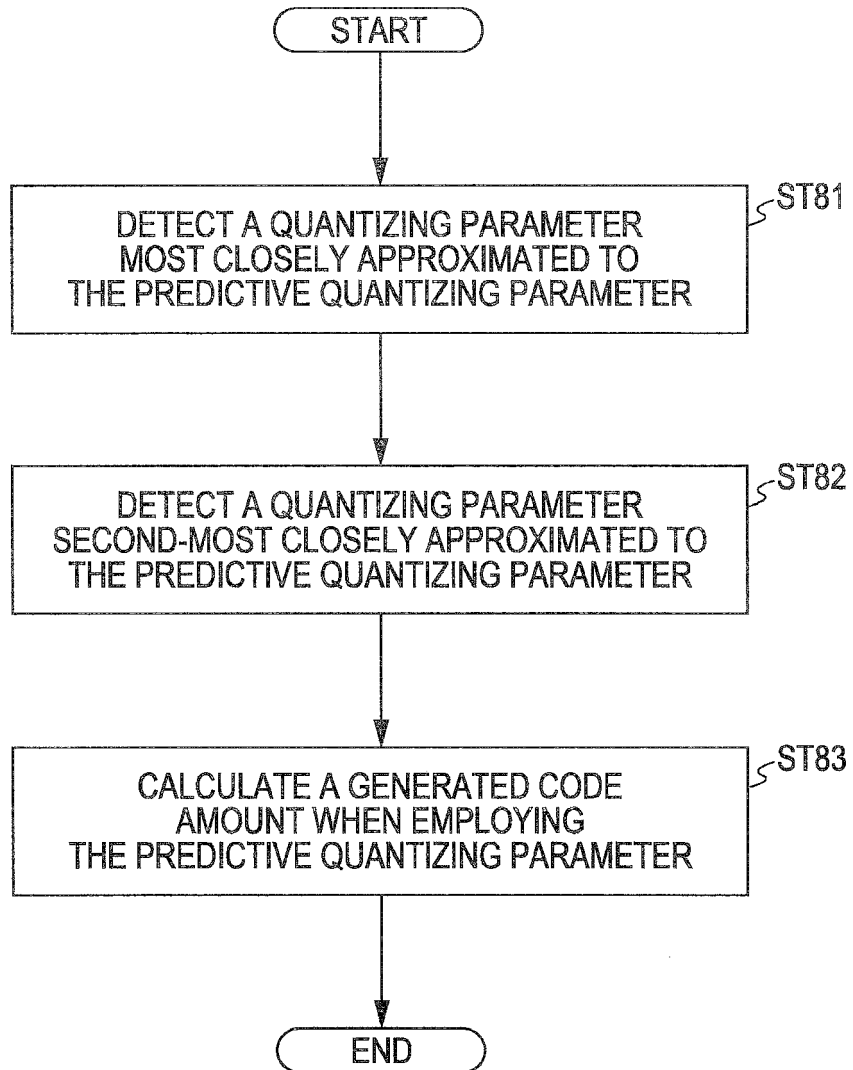 START
ST81
DETECT A QUANTIZING PARAMETER
MOST CLOSELY APPROXIMATED TO
THE PREDICTIVE QUANTIZING PARAMETER
ST82
DETECT A QUANTIZING PARAMETER
SECOND-MOST CLOSELY APPROXIMATED TO
THE PREDICTIVE QUANTIZING PARAMETER
ST83
CALCULATE A GENERATED CODE
AMOUNT WHEN EMPLOYING
THE PREDICTIVE QUANTIZING PARAMETER
END